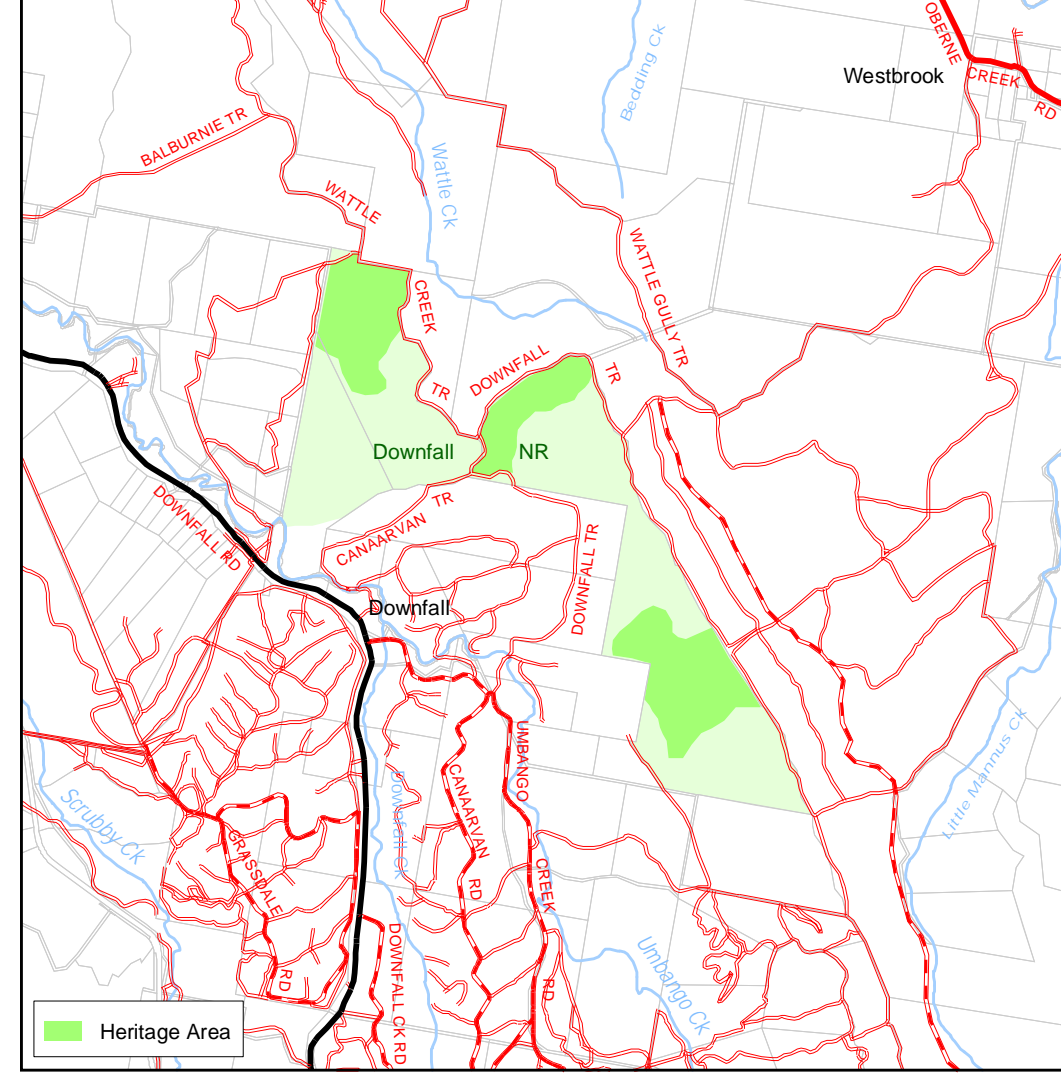 OBERNE
CREEK
RD
Westbrook
Bedding Ck
BALBURNIE TR
Wattle Ck
WATTLE
CREEK
TR
WATTLE GULLY TR
DOWNFALL
TR
Downfall NR
DOWNFALL RD
CANAARVAN TR
DOWNFALL TR
Downfall
UMBANGO
CREEK
RD
CANAARVAN
RD
Downfall Ck
Little Mannus Ck
Scrubby Ck
GRASSDALE
RD
DOWNFALL CK RD
Umbango Ck
Heritage Area